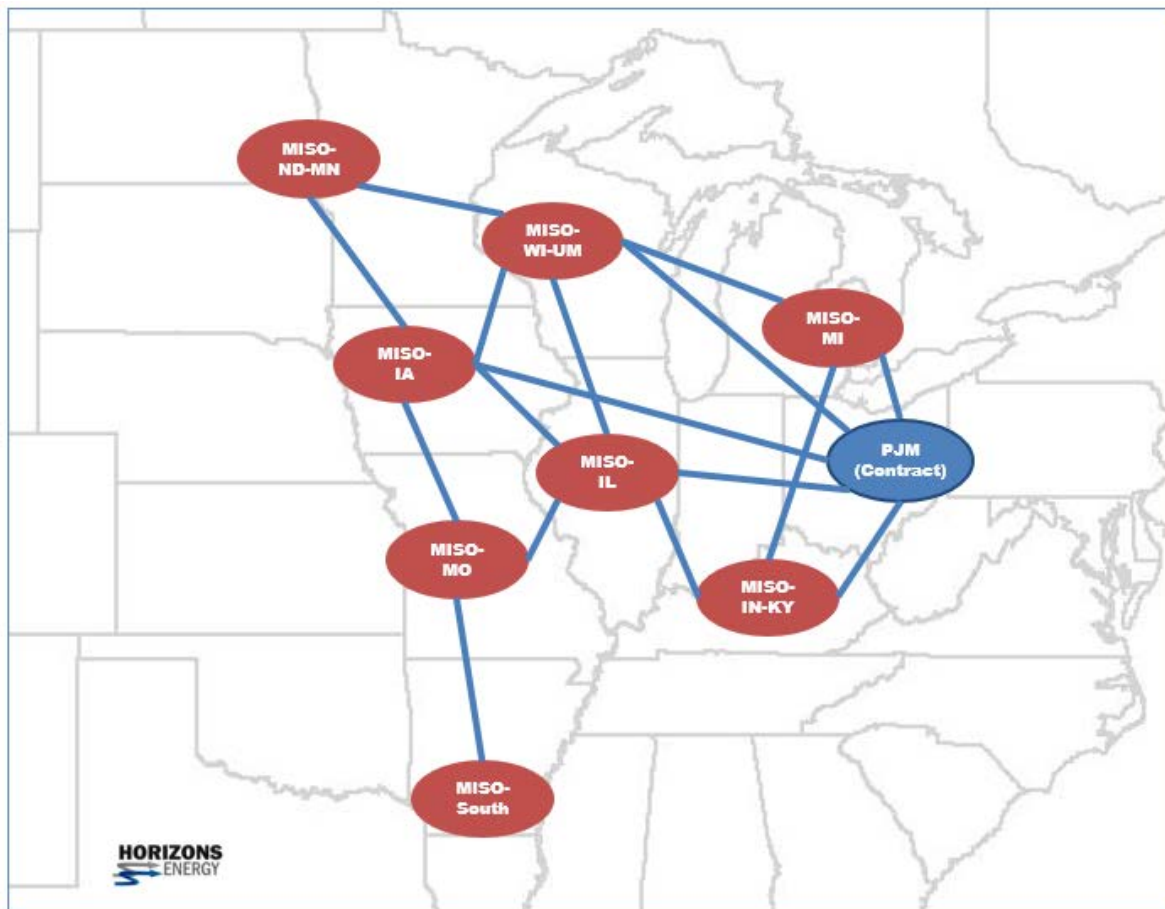 MISO-
ND-MN
MISO-
WI-UM
MISO-
MI
MISO-
IA
PJM
(Contract)
MISO-
IL
MISO-
MO
MISO-
IN-KY
MISO-
South
HORIZONS
ENERGY